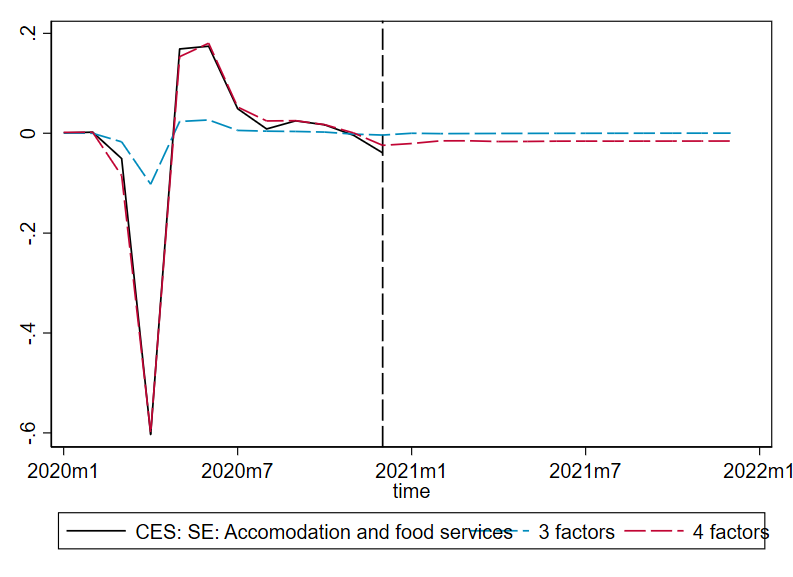 .2
0
-.2
-.4
-.6
2020m1 2020m7 2021m1 2021m7 2022m1
time
CES: SE: Accomodation and food services 3 factors 4 factors